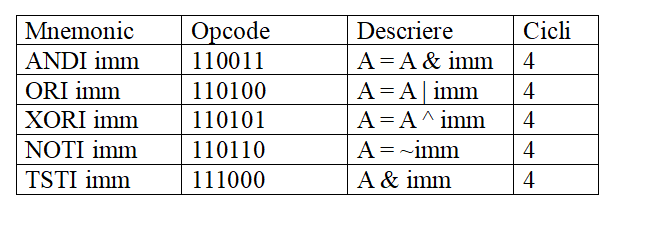 Mnemonic Opcode Descriere Cicli
ANDI imm 110011 A = A & imm 4
ORI imm 110100 A = A | imm 4
XORI imm 110101 A = A ^ imm 4
NOTI imm 110110 A = ~imm 4
TSTI imm 111000 A & imm 4